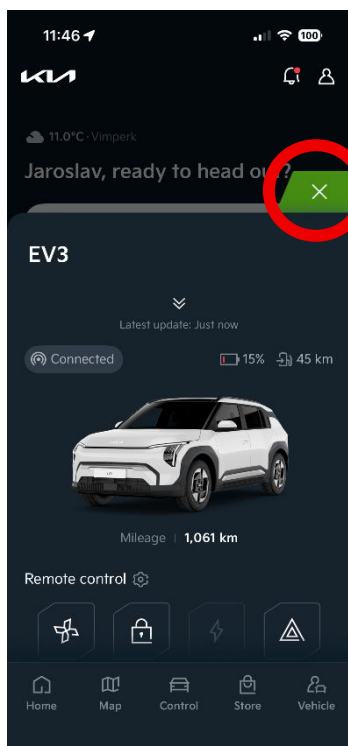 11:46
100
KIA
11.0°C · Vimperk
Jaroslav, ready to head out?
EV3
Latest update: Just now
Connected
15%
45 km
Mileage | 1,061 km
Remote control
Home
Map
Control
Store
Vehicle